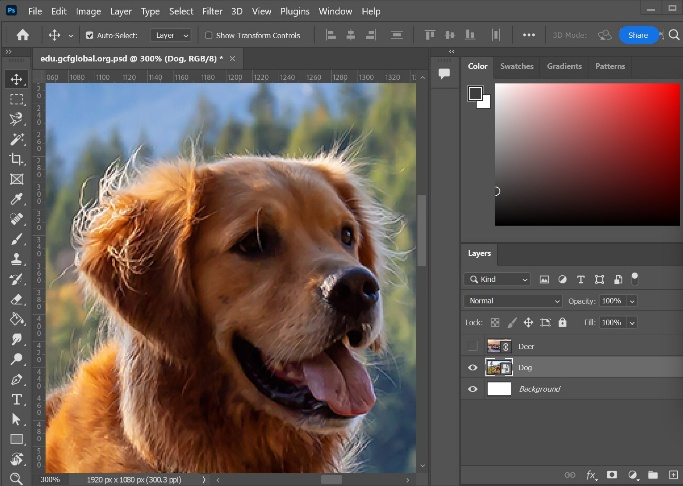 Ps File Edit Image Layer Type Select Filter 3D View Plugins Window Help
Auto-Select: Layer Show Transform Controls 3D Mode: Share
edu.gcfglobal.org.psd @ 300% (Dog, RGB/8) *
060 1080 1100 1120 1140 1160 1180 1200 1220 1240 1260 1280 1300 1320
Color Swatches Gradients Patterns
Layers
Kind
Normal Opacity: 100%
Lock: Fill: 100%
Deer
Dog
Background
300% 1920 px x 1080 px (300.3 ppi)
fx